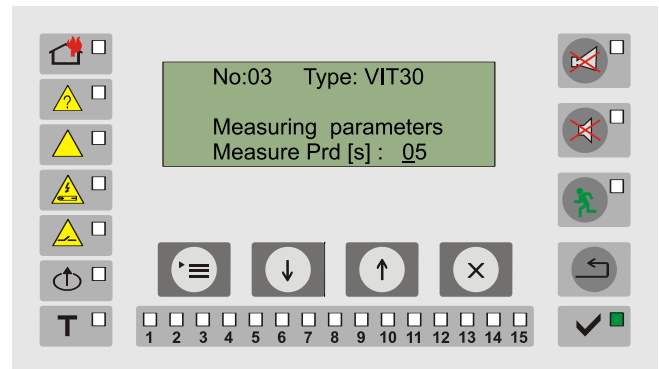 No:03 Type: VIT30
Measuring parameters
Measure Prd [s] : 05
?
T
1 2 3 4 5 6 7 8 9 10 11 12 13 14 15